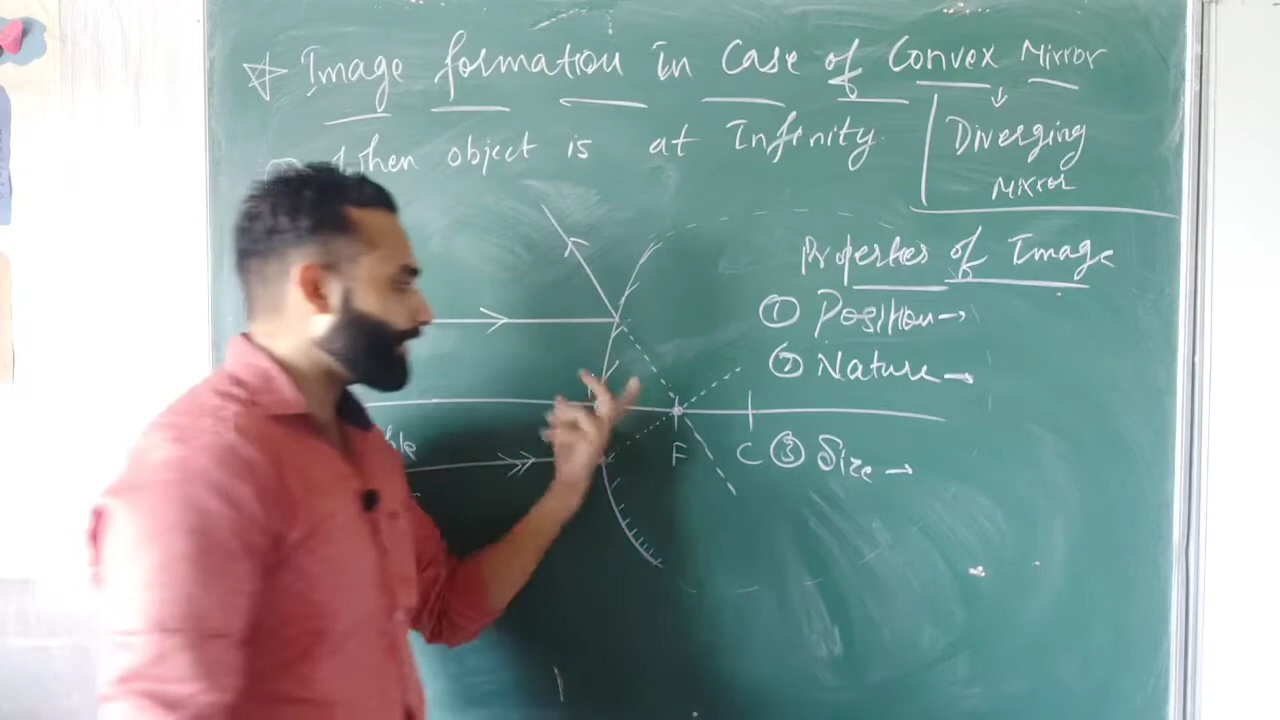 ☆ Image formation in Case of Convex Mirror
↓
When object is at Infinity
Diverging
Mirror
Properties of Image
① Position→
② Nature→
F
C
③ Size→